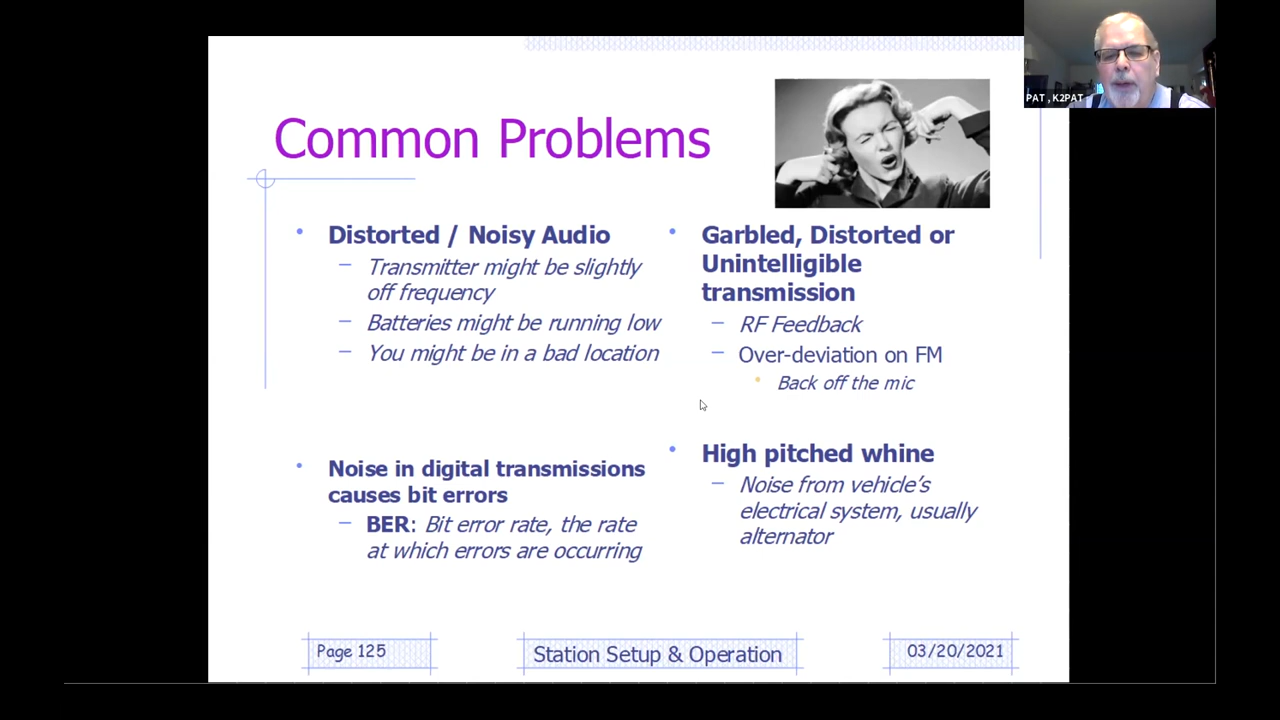 PAT , K2PAT
Common Problems
• Distorted / Noisy Audio
– Transmitter might be slightly
off frequency
– Batteries might be running low
– You might be in a bad location
• Noise in digital transmissions
causes bit errors
– BER: Bit error rate, the rate
at which errors are occurring
• Garbled, Distorted or
Unintelligible
transmission
– RF Feedback
– Over-deviation on FM
• Back off the mic
• High pitched whine
– Noise from vehicle’s
electrical system, usually
alternator
Page 125
Station Setup & Operation
03/20/2021